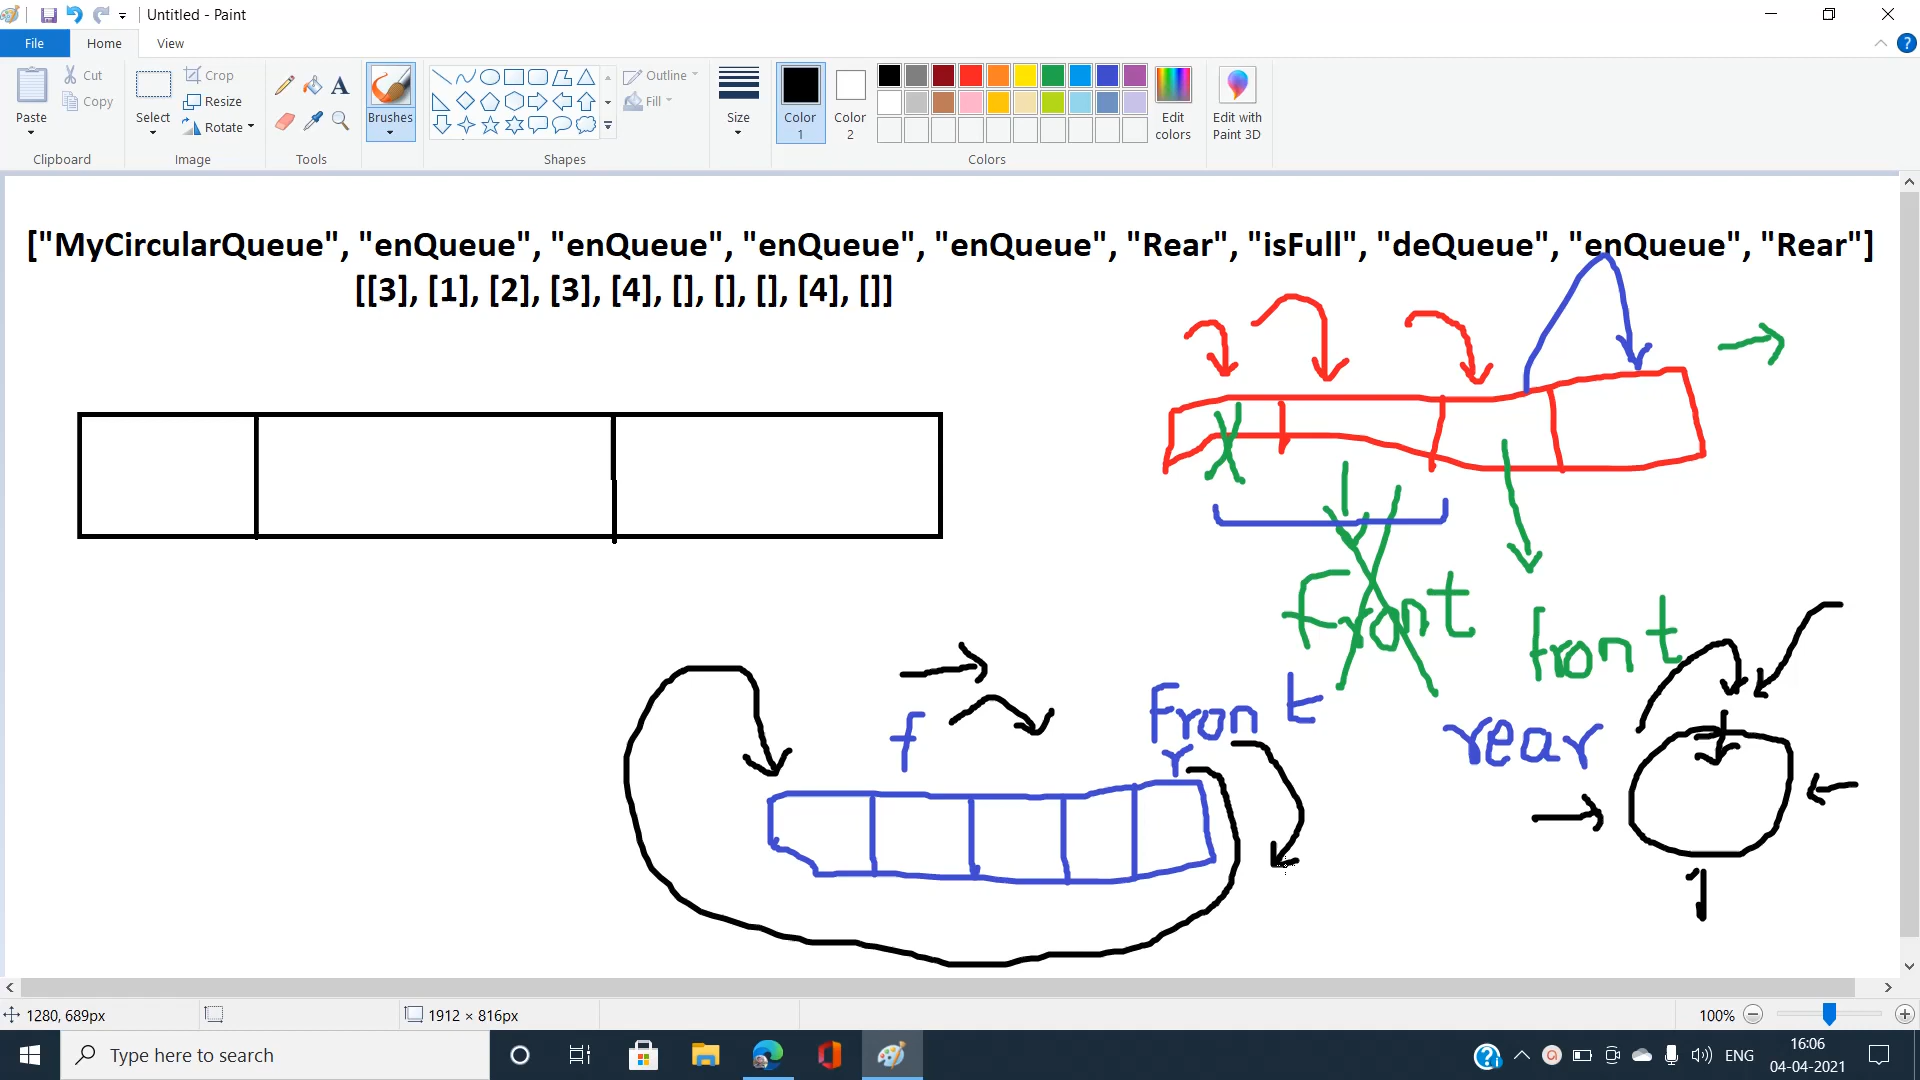 Untitled - Paint
File Home View
Paste
Cut
Copy
Clipboard
Select
Crop
Resize
Rotate
Image
A
Tools
Brushes
Outline
Fill
Shapes
Size
Color 1
Color 2
Edit colors
Colors
Edit with Paint 3D
["MyCircularQueue", "enQueue", "enQueue", "enQueue", "enQueue", "Rear", "isFull", "deQueue", "enQueue", "Rear"]
[[3], [1], [2], [3], [4], [], [], [], [4], []]
Front
front
f
Front
r
rear
1
1280, 689px
1912 × 816px
100%
Type here to search
ENG
16:06
04-04-2021